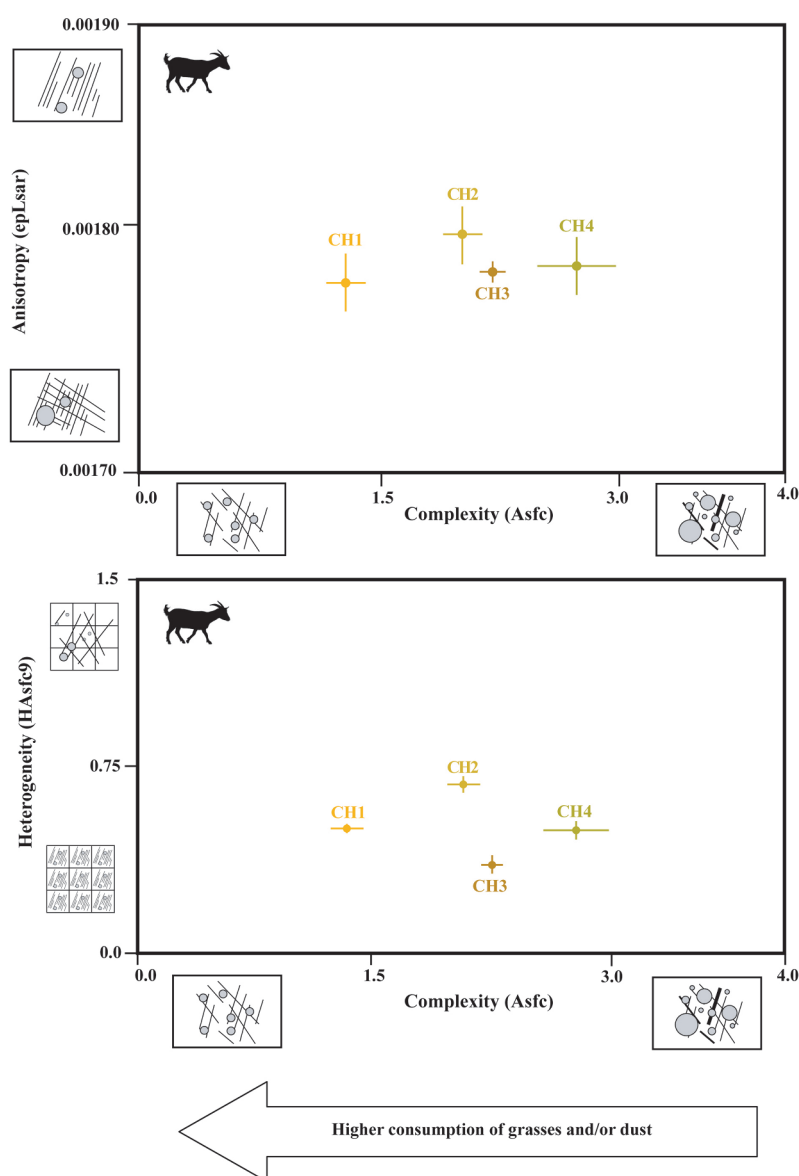 0.00190
CH2
0.00180
CH4
CH1
CH3
Anisotropy (epLsar)
0.00170
0.0
1.5
3.0
4.0
Complexity (Asfc)
1.5
Heterogeneity (HAsfc9)
0.75
CH2
CH1
CH4
CH3
0.0
0.0
1.5
3.0
4.0
Complexity (Asfc)
Higher consumption of grasses and/or dust